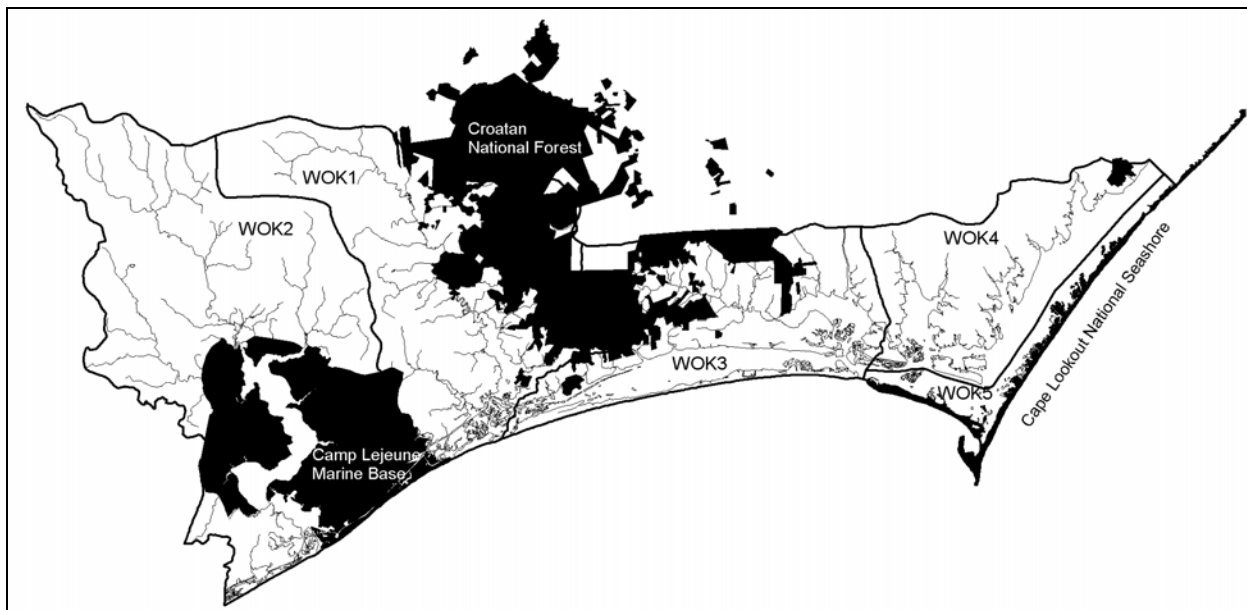 Croatan
National Forest
WOK1
WOK2
WOK4
WOK3
WOK5
Cape Lookout National Seashore
Camp Lejeune
Marine Base